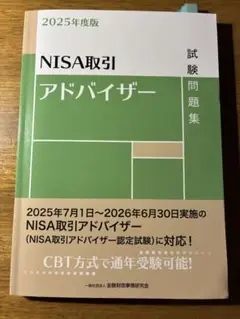 2025年度版
NISA取引
アドバイザー
試験問題集
2025年7月1日～2026年6月30日実施の
NISA取引アドバイザー
(NISA取引アドバイザー認定試験)に対応!
CBT方式で通年受験可能!
一般社団法人 金融財政事情研究会